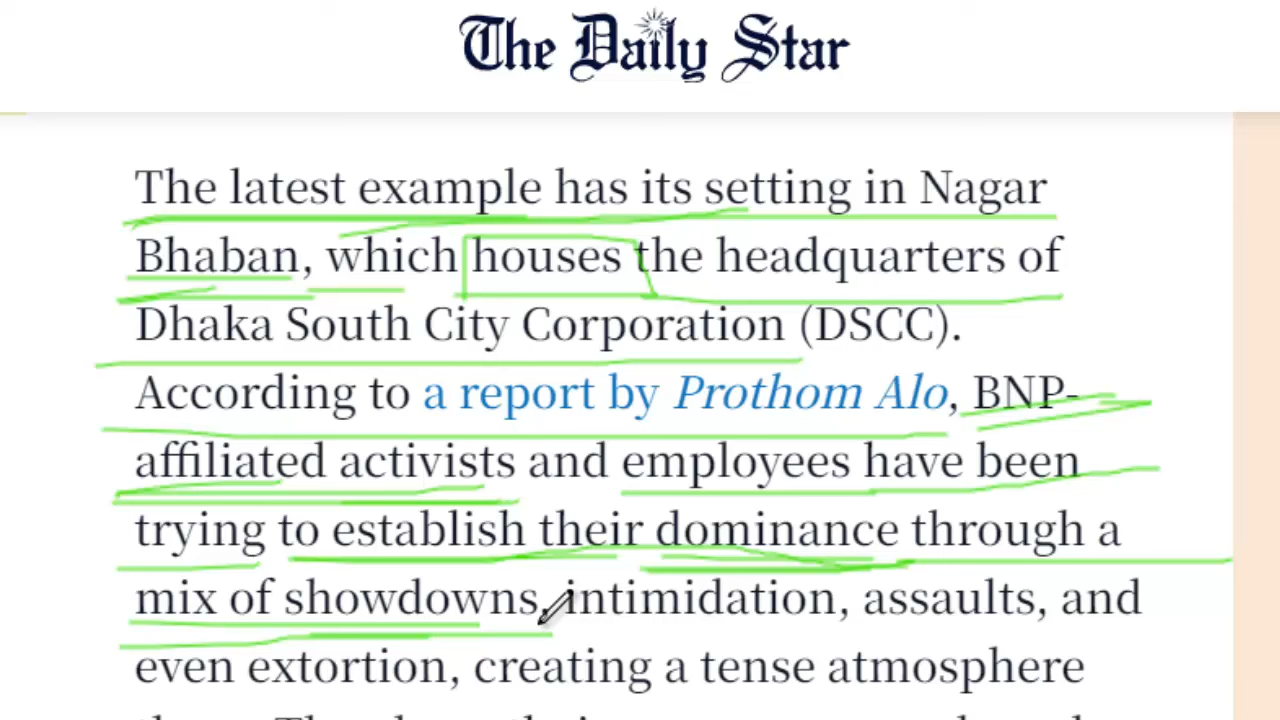 The Daily Star
The latest example has its setting in Nagar
Bhaban, which houses the headquarters of
Dhaka South City Corporation (DSCC).
According to a report by Prothom Alo, BNP-
affiliated activists and employees have been
trying to establish their dominance through a
mix of showdowns, intimidation, assaults, and
even extortion, creating a tense atmosphere